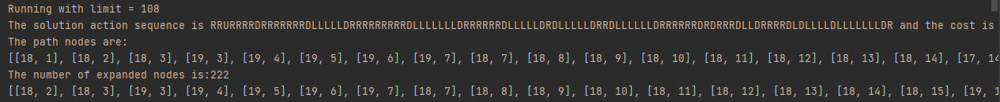 Running with limit = 108
The solution action sequence is RRURRRRDRRRRRRRDLLLLLDRRRRRRRRRRDLLLLLLLDRRRRRRDLLLLLDRDLLLLLDRRDLLLLLLDRRRRRRDRDRRRDLLDRRRRDLDLLLLDLLLLLLLDR and the cost is
The path nodes are:
[[18, 1], [18, 2], [18, 3], [19, 3], [19, 4], [19, 5], [19, 6], [19, 7], [18, 7], [18, 8], [18, 9], [18, 10], [18, 11], [18, 12], [18, 13], [18, 14], [17, 14
The number of expanded nodes is:222
[[18, 2], [18, 3], [19, 3], [19, 4], [19, 5], [19, 6], [19, 7], [18, 7], [18, 8], [18, 9], [18, 10], [18, 11], [18, 12], [18, 13], [18, 14], [18, 15], [19, 1